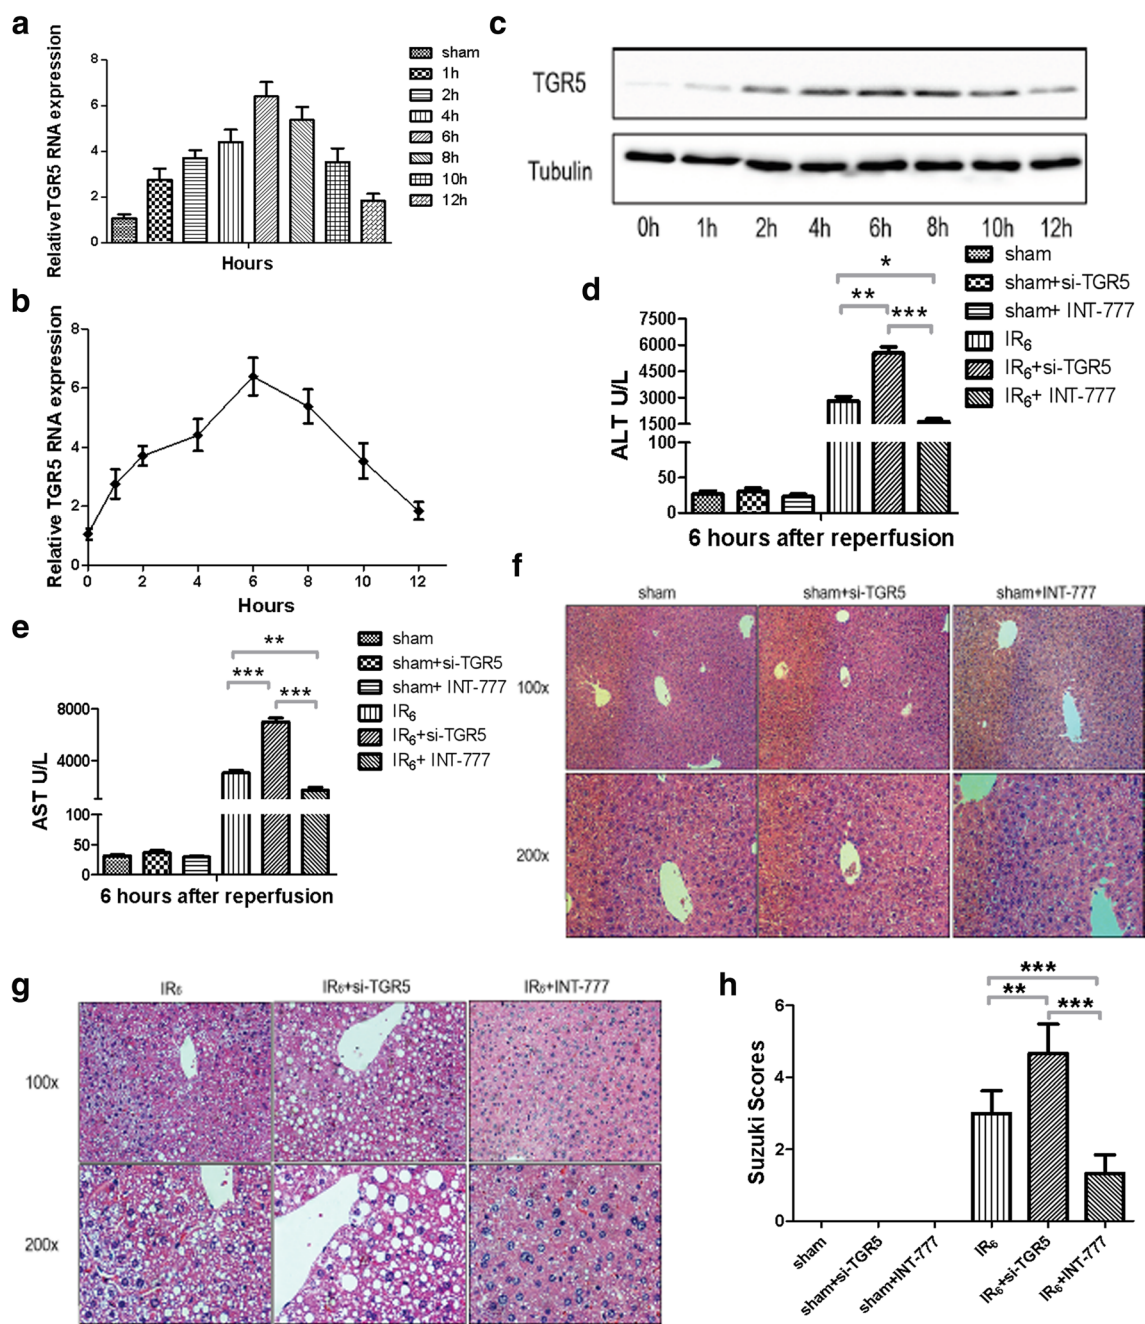 a
Relative TGR5 RNA expression
8
6
4
2
0
Hours
sham
1h
2h
4h
6h
8h
10h
12h
b
Relative TGR5 RNA expression
8
6
4
2
0
0 2 4 6 8 10 12
Hours
c
TGR5
Tubulin
0h 1h 2h 4h 6h 8h 10h 12h
d
ALT U/L
7500
6000
4500
3000
1500
100
50
0
* 
**
***
6 hours after reperfusion
sham
sham+si-TGR5
sham+ INT-777
IR6
IR6+si-TGR5
IR6+ INT-777
e
AST U/L
8000
4000
100
50
0
**
***
***
6 hours after reperfusion
sham
sham+si-TGR5
sham+ INT-777
IR6
IR6+si-TGR5
IR6+ INT-777
f
sham sham+si-TGR5 sham+INT-777
100x
200x
g
IR6 IR6+si-TGR5 IR6+INT-777
100x
200x
h
Suzuki Scores
6
4
2
0
***
**
***
sham
sham+si-TGR5
sham+INT-777
IR6
IR6+si-TGR5
IR6+INT-777